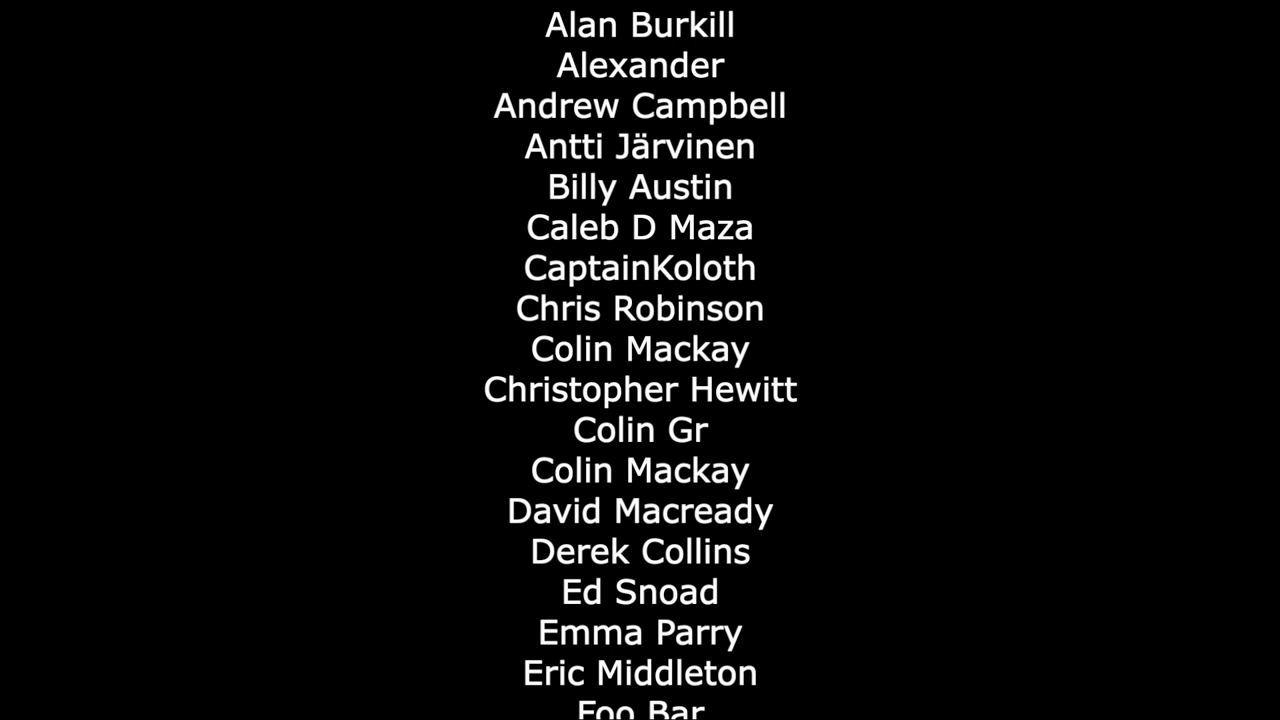 Alan Burkill
Alexander
Andrew Campbell
Antti Järvinen
Billy Austin
Caleb D Maza
CaptainKoloth
Chris Robinson
Colin Mackay
Christopher Hewitt
Colin Gr
Colin Mackay
David Macready
Derek Collins
Ed Snoad
Emma Parry
Eric Middleton
Foo Bar